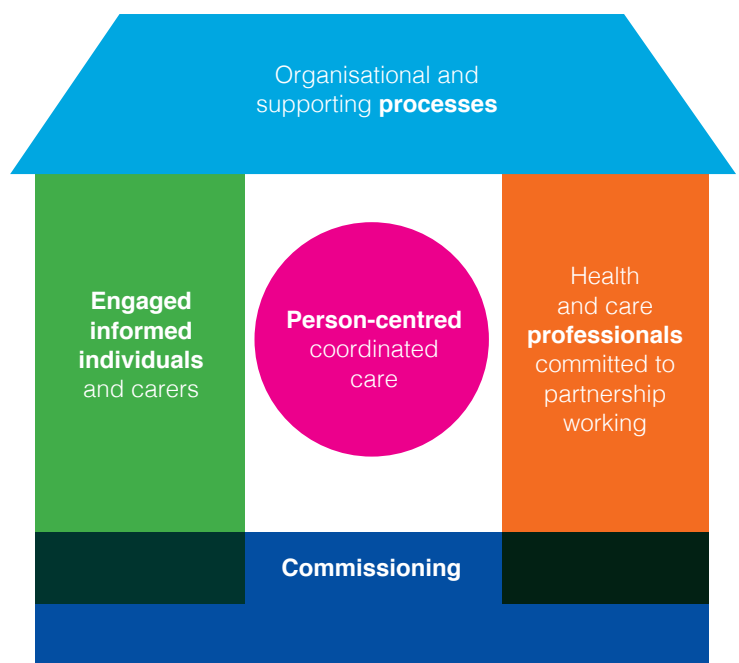 Organisational and
supporting processes
Engaged
informed
individuals
and carers
Person-centred
coordinated
care
Health
and care
professionals
committed to
partnership
working
Commissioning